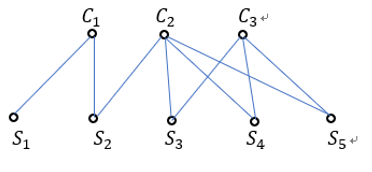 C₁ C₂ C₃
S₁ S₂ S₃ S₄ S₅